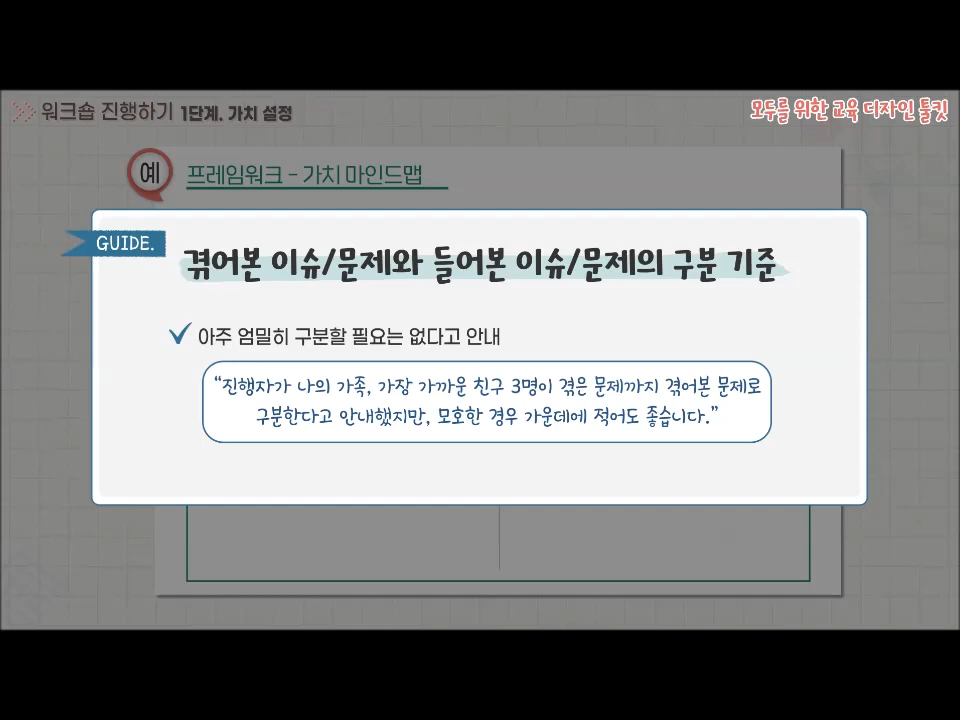 워크숍 진행하기 1단계. 가치 설정
모두를 위한 교육 디자인 툴킷
예 프레임워크 - 가치 마인드맵
GUIDE.
겪어본 이슈/문제와 들어본 이슈/문제의 구분 기준
아주 엄밀히 구분할 필요는 없다고 안내
“진행자가 나의 가족, 가장 가까운 친구 3명이 겪은 문제까지 겪어본 문제로
구분한다고 안내했지만, 모호한 경우 가운데에 적어도 좋습니다.”